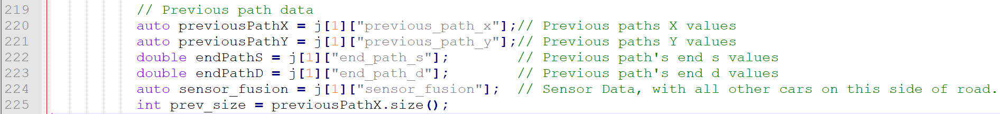 219 // Previous path data
220 auto previousPathX = j[1]["previous_path_x"];// Previous paths X values
221 auto previousPathY = j[1]["previous_path_y"];// Previous paths Y values
222 double endPathS = j[1]["end_path_s"]; // Previous path's end s values
223 double endPathD = j[1]["end_path_d"]; // Previous path's end d values
224 auto sensor_fusion = j[1]["sensor_fusion"]; // Sensor Data, with all other cars on this side of road.
225 int prev_size = previousPathX.size();